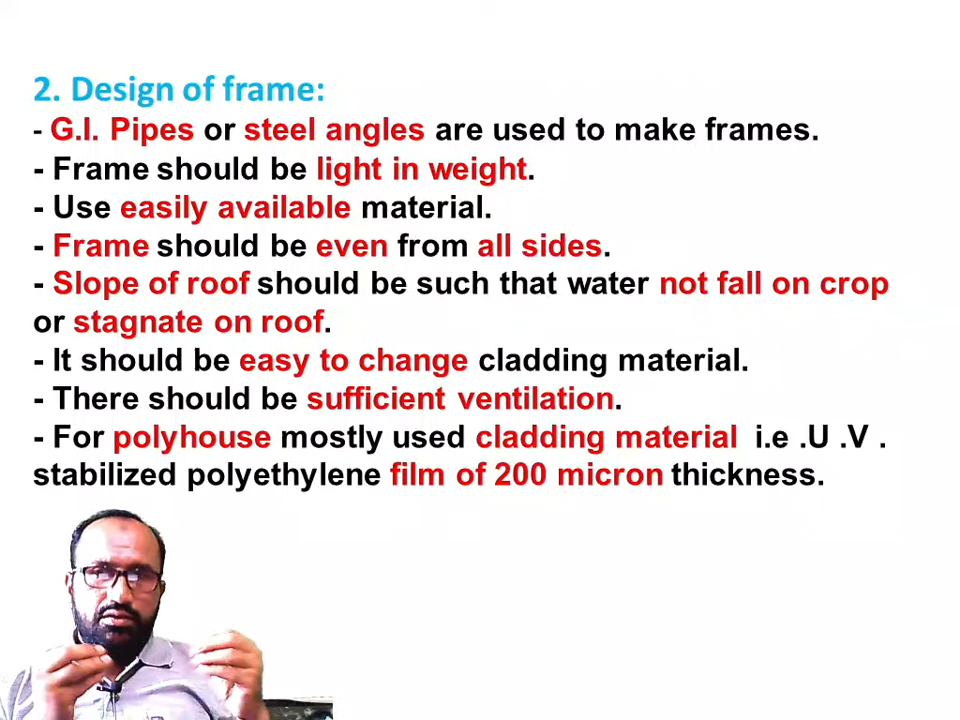 2. Design of frame:
- G.I. Pipes or steel angles are used to make frames.
- Frame should be light in weight.
- Use easily available material.
- Frame should be even from all sides.
- Slope of roof should be such that water not fall on crop
or stagnate on roof.
- It should be easy to change cladding material.
- There should be sufficient ventilation.
- For polyhouse mostly used cladding material i.e .U .V .
stabilized polyethylene film of 200 micron thickness.